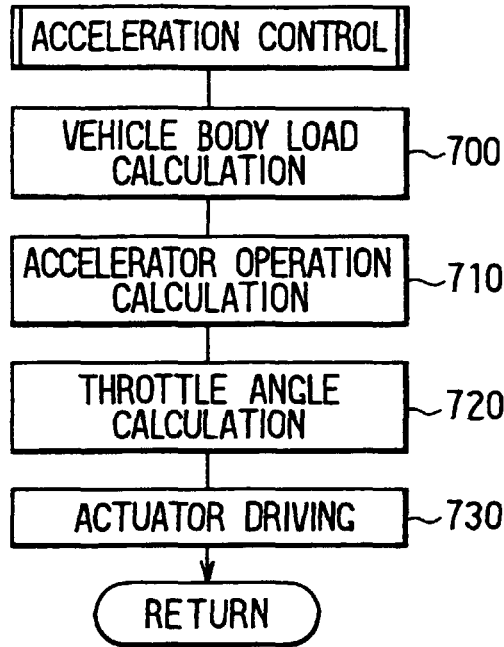 ACCELERATION CONTROL
VEHICLE BODY LOAD
CALCULATION
700
ACCELERATOR OPERATION
CALCULATION
710
THROTTLE ANGLE
CALCULATION
720
ACTUATOR DRIVING
730
RETURN